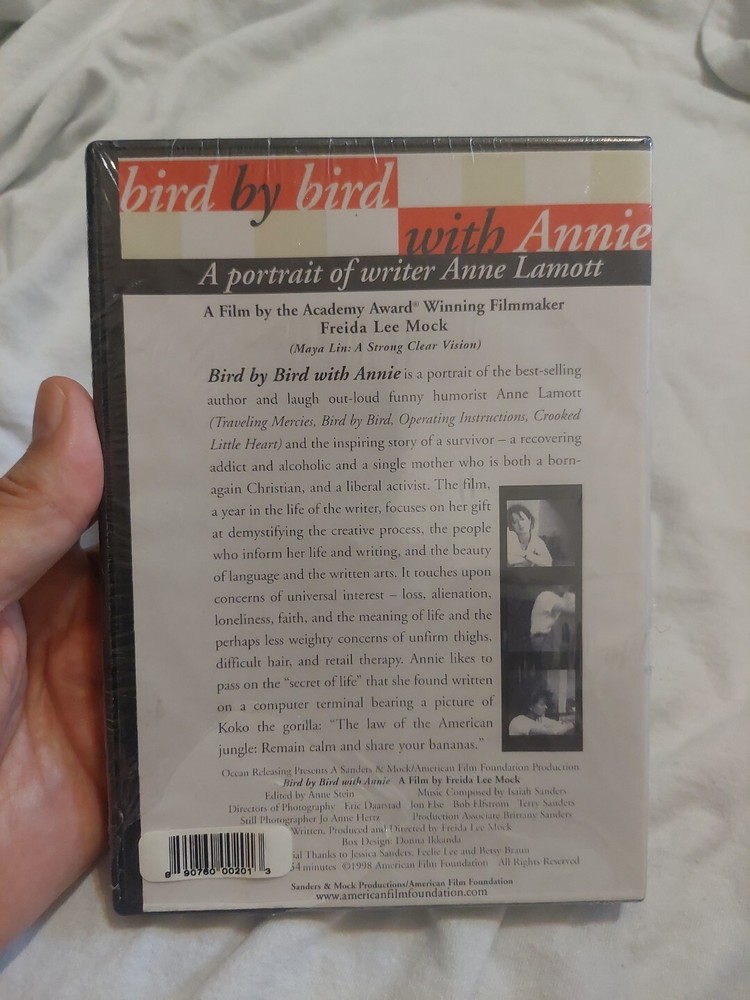 bird by bird
with Annie
A portrait of writer Anne Lamott
A Film by the Academy Award® Winning Filmmaker
Freida Lee Mock
(Maya Lin: A Strong Clear Vision)
Bird by Bird with Annie is a portrait of the best-selling
author and laugh out-loud funny humorist Anne Lamott
(Traveling Mercies, Bird by Bird, Operating Instructions, Crooked
Little Heart) and the inspiring story of a survivor – a recovering
addict and alcoholic and a single mother who is both a born-
again Christian, and a liberal activist. The film,
a year in the life of the writer, focuses on her gift
at demystifying the creative process, the people
who inform her life and writing, and the beauty
of language and the written arts. It touches upon
concerns of universal interest – loss, alienation,
loneliness, faith, and the meaning of life and the
perhaps less weighty concerns of unfirm thighs,
difficult hair, and retail therapy. Annie likes to
pass on the “secret of life” that she found written
on a computer terminal bearing a picture of
Koko the gorilla: “The law of the American
jungle: Remain calm and share your bananas.”
Ocean Releasing Presents A Sanders & Mock/American Film Foundation Production
Bird by Bird with Annie A Film by Freida Lee Mock
Edited by Anne Stein Music Composed by Isaiah Sanders
Directors of Photography Eric Daarstad Jon Else Bob Elfstrom Terry Sanders
Still Photographer Jo Anne Hertz Production Associate Brittany Sanders
Written, Produced and Directed by Freida Lee Mock
Box Design: Donna Ikkanda
Thanks to Jessica Sanders, Feelie Lee and Betsy Braun
54 minutes ©1998 American Film Foundation All Rights Reserved
8 90760 00201 3
Sanders & Mock Productions/American Film Foundation
www.americanfilmfoundation.com